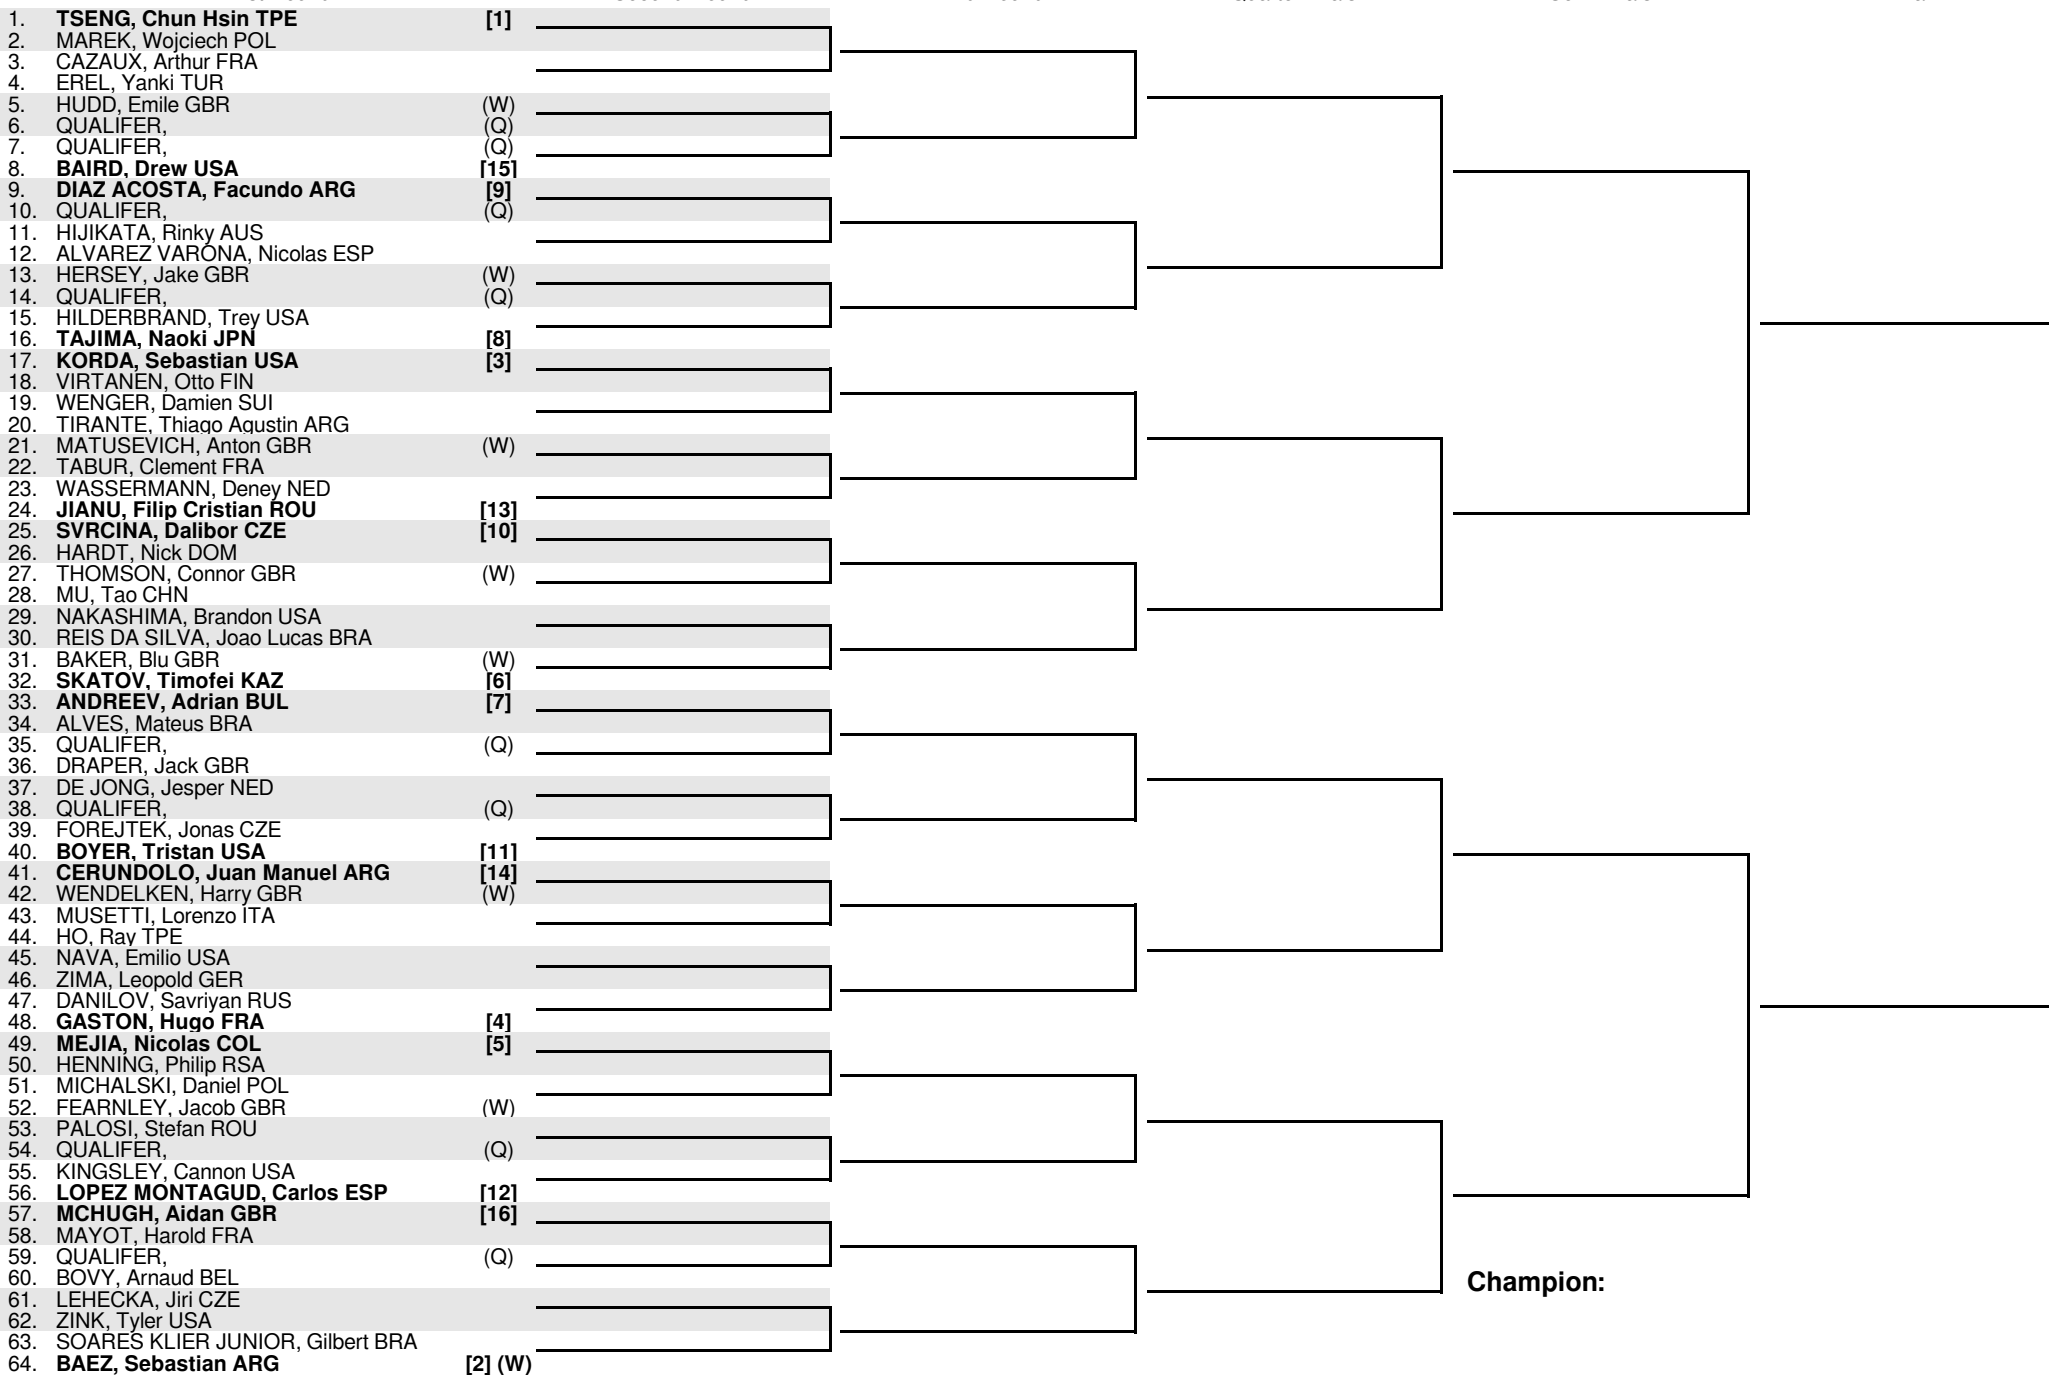 1. TSENG, Chun Hsin TPE [1]
2. MAREK, Wojciech POL
3. CAZAUX, Arthur FRA
4. EREL, Yanki TUR
5. HUDD, Emile GBR (W)
6. QUALIFER, (Q)
7. QUALIFER, (Q)
8. BAIRD, Drew USA [15]
9. DIAZ ACOSTA, Facundo ARG [9]
10. QUALIFER, (Q)
11. HIJIKATA, Rinky AUS
12. ALVAREZ VARONA, Nicolas ESP
13. HERSEY, Jake GBR (W)
14. QUALIFER, (Q)
15. HILDERBRAND, Trey USA
16. TAJIMA, Naoki JPN [8]
17. KORDA, Sebastian USA [3]
18. VIRTANEN, Otto FIN
19. WENGER, Damien SUI
20. TIRANTE, Thiago Agustin ARG
21. MATUSEVICH, Anton GBR (W)
22. TABUR, Clement FRA
23. WASSERMANN, Deney NED
24. JIANU, Filip Cristian ROU [13]
25. SVRCINA, Dalibor CZE [10]
26. HARDT, Nick DOM
27. THOMSON, Connor GBR (W)
28. MU, Tao CHN
29. NAKASHIMA, Brandon USA
30. REIS DA SILVA, Joao Lucas BRA
31. BAKER, Blu GBR (W)
32. SKATOV, Timofei KAZ [6]
33. ANDREEV, Adrian BUL [7]
34. ALVES, Mateus BRA
35. QUALIFER, (Q)
36. DRAPER, Jack GBR
37. DE JONG, Jesper NED
38. QUALIFER, (Q)
39. FOREJTEK, Jonas CZE
40. BOYER, Tristan USA [11]
41. CERUNDOLO, Juan Manuel ARG [14]
42. WENDELKEN, Harry GBR (W)
43. MUSETTI, Lorenzo ITA
44. HO, Ray TPE
45. NAVA, Emilio USA
46. ZIMA, Leopold GER
47. DANILOV, Savriyan RUS
48. GASTON, Hugo FRA [4]
49. MEJIA, Nicolas COL [5]
50. HENNING, Philip RSA
51. MICHALSKI, Daniel POL
52. FEARNLEY, Jacob GBR (W)
53. PALOSI, Stefan ROU
54. QUALIFER, (Q)
55. KINGSLEY, Cannon USA
56. LOPEZ MONTAGUD, Carlos ESP [12]
57. MCHUGH, Aidan GBR [16]
58. MAYOT, Harold FRA
59. QUALIFER, (Q)
60. BOVY, Arnaud BEL
Champion:
61. LEHECKA, Jiri CZE
62. ZINK, Tyler USA
63. SOARES KLIER JUNIOR, Gilbert BRA
64. BAEZ, Sebastian ARG [2] (W)